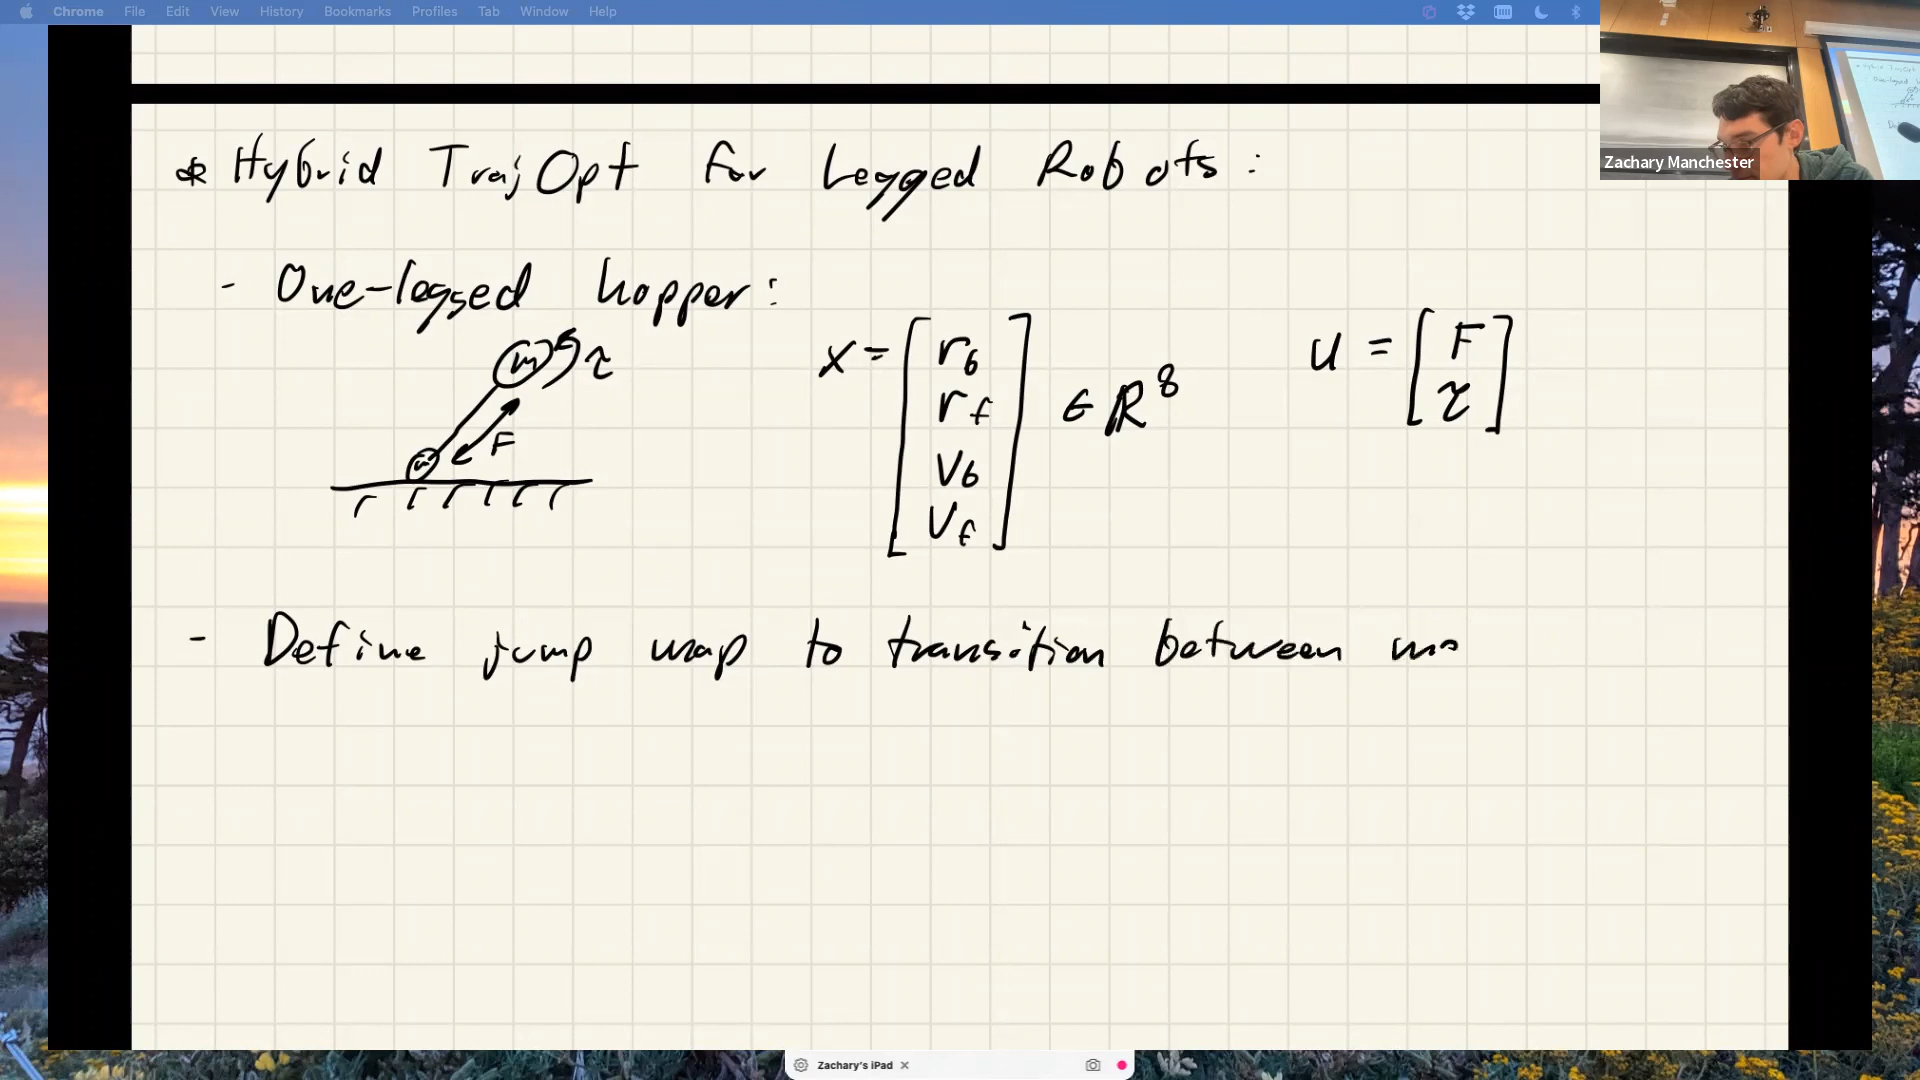 Chrome File Edit View History Bookmarks Profiles Tab Window Help
Zachary Manchester
* Hybrid TrajOpt for Legged Robots:
- One-legged hopper:
m τ
F
m
x = [ r_b r_f v_b v_f ] ∈ ℝ^8
u = [ F τ ]
- Define jump map to transition between mo
Zachary's iPad